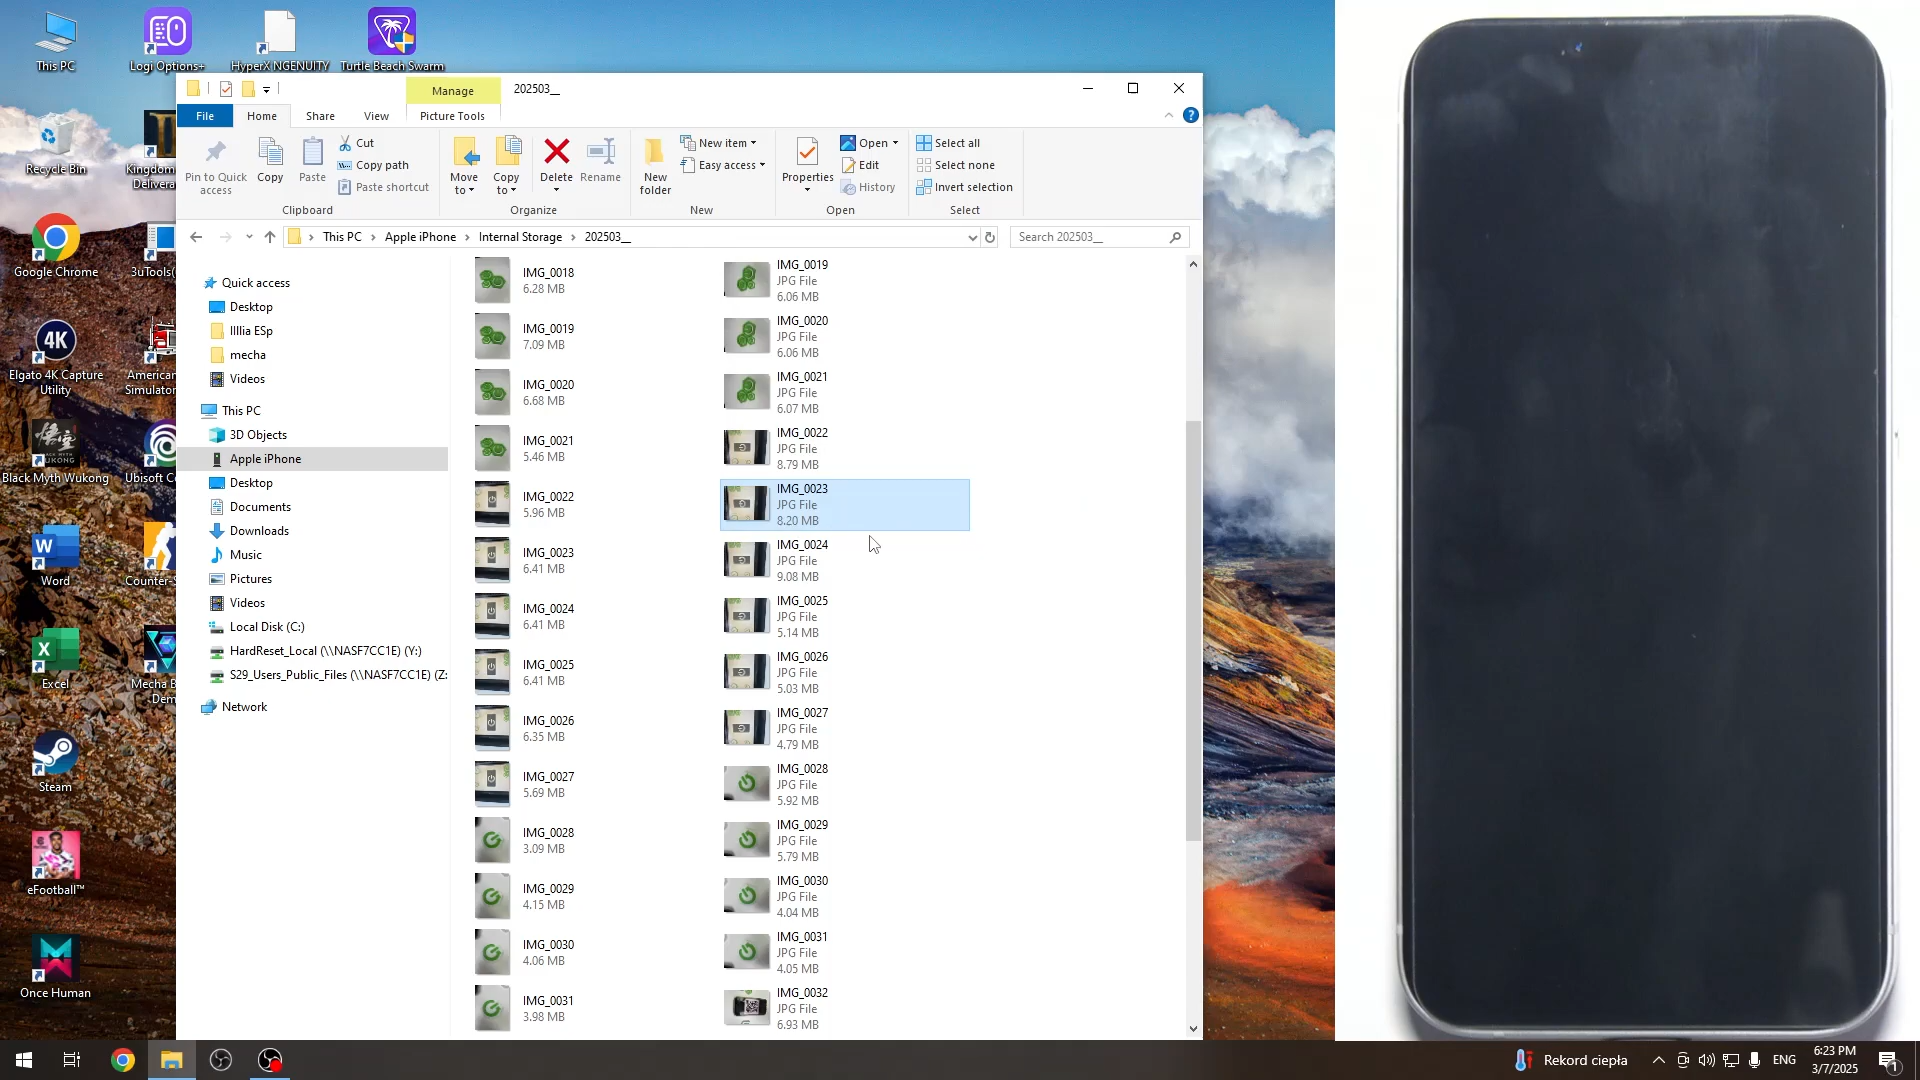 This PC
Logi Options+
HyperX NGENUITY
Turtle Beach Swarm
Recycle Bin
Kingdom
Delivera
Google Chrome
3uTools(
Elgato 4K Capture
Utility
American
Simulator
Black Myth Wukong
Ubisoft Co
Word
Counter-S
Excel
Mecha B
Dem
Steam
eFootball™
Once Human
Manage
202503__
File
Home
Share
View
Picture Tools
Pin to Quick
access
Copy
Paste
Cut
Copy path
Paste shortcut
Clipboard
Move
to
Copy
to
Delete
Rename
Organize
New
folder
New item
Easy access
New
Properties
Open
Edit
History
Open
Select all
Select none
Invert selection
Select
This PC
Apple iPhone
Internal Storage
202503__
Search 202503__
Quick access
Desktop
Illlia ESp
mecha
Videos
This PC
3D Objects
Apple iPhone
Desktop
Documents
Downloads
Music
Pictures
Videos
Local Disk (C:)
HardReset_Local (\\NASF7CC1E) (Y:)
S29_Users_Public_Files (\\NASF7CC1E) (Z:
Network
IMG_0018
6.28 MB
IMG_0019
JPG File
6.06 MB
IMG_0019
7.09 MB
IMG_0020
JPG File
6.06 MB
IMG_0020
6.68 MB
IMG_0021
JPG File
6.07 MB
IMG_0021
5.46 MB
IMG_0022
JPG File
8.79 MB
IMG_0022
5.96 MB
IMG_0023
JPG File
8.20 MB
IMG_0023
6.41 MB
IMG_0024
JPG File
9.08 MB
IMG_0024
6.41 MB
IMG_0025
JPG File
5.14 MB
IMG_0025
6.41 MB
IMG_0026
JPG File
5.03 MB
IMG_0026
6.35 MB
IMG_0027
JPG File
4.79 MB
IMG_0027
5.69 MB
IMG_0028
JPG File
5.92 MB
IMG_0028
3.09 MB
IMG_0029
JPG File
5.79 MB
IMG_0029
4.15 MB
IMG_0030
JPG File
4.04 MB
IMG_0030
4.06 MB
IMG_0031
JPG File
4.05 MB
IMG_0031
3.98 MB
IMG_0032
JPG File
6.93 MB
Rekord ciepła
ENG
6:23 PM
3/7/2025
1